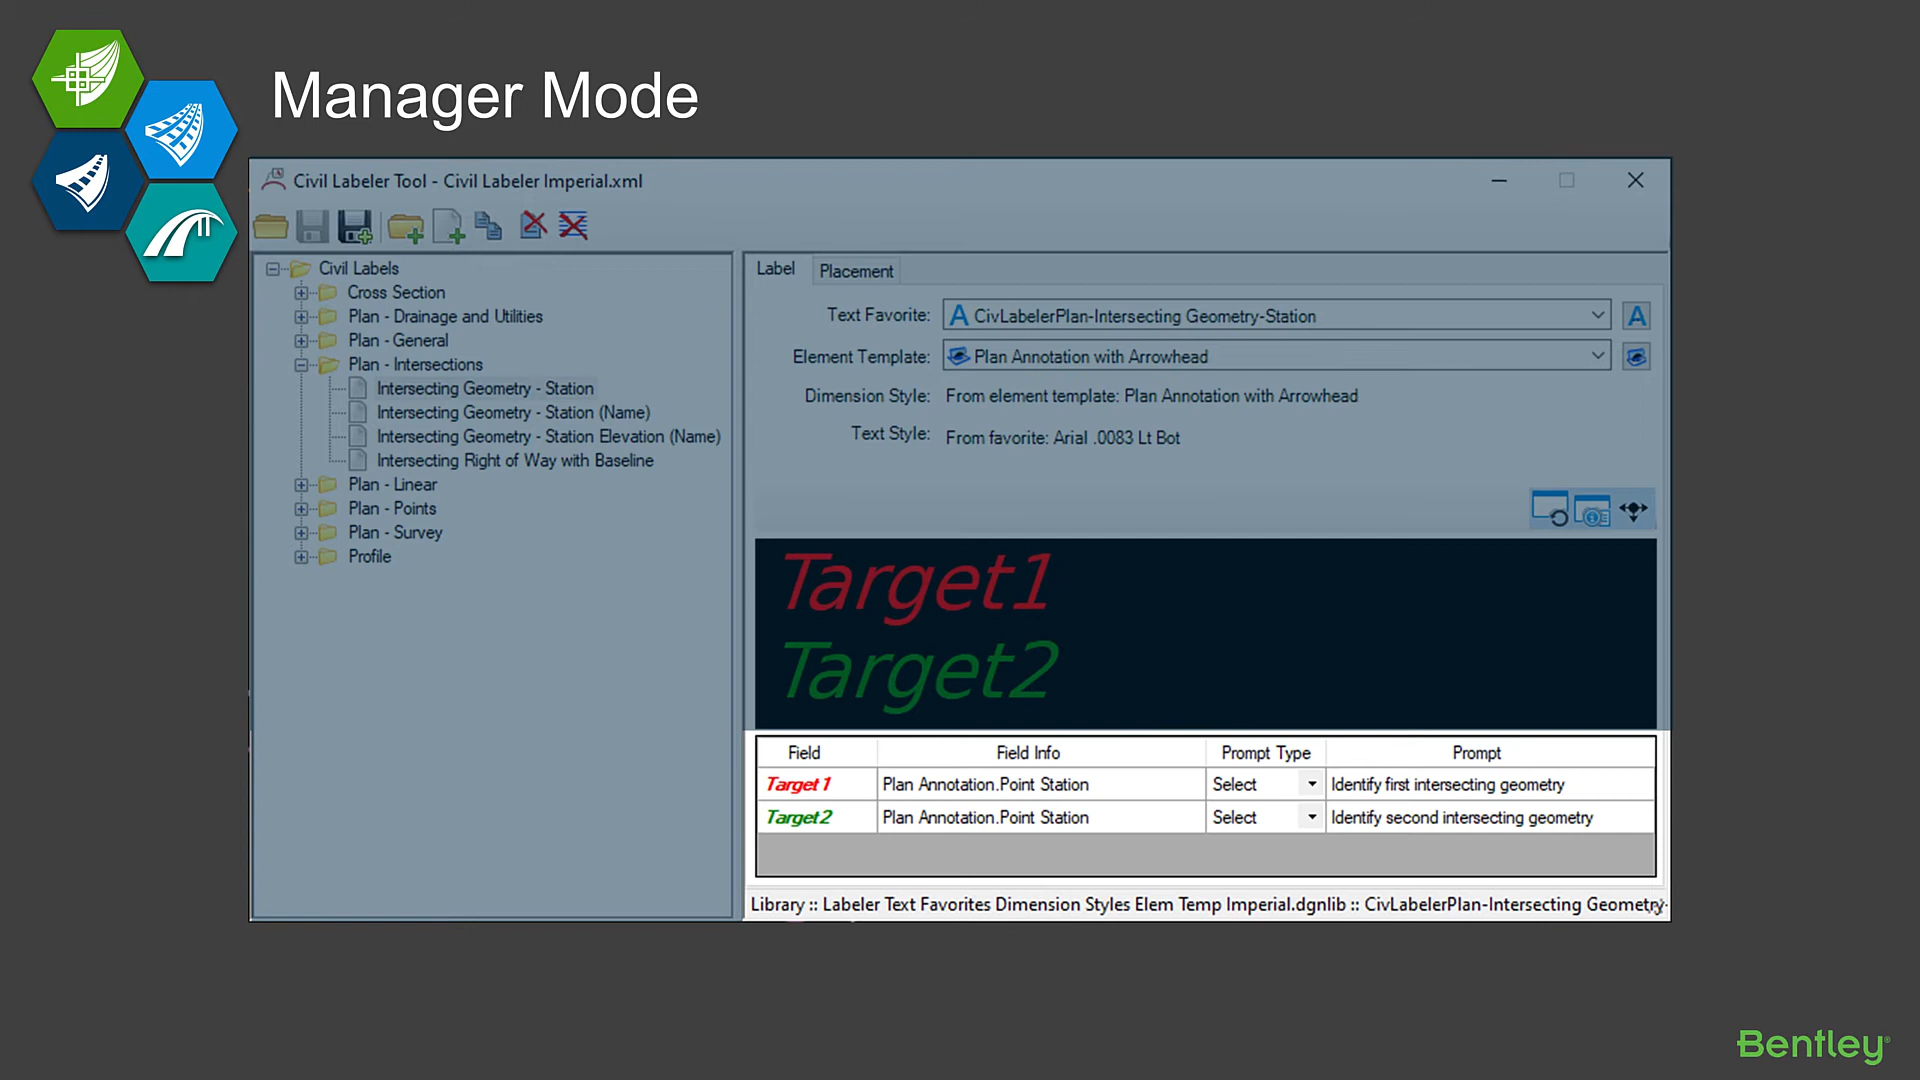 Manager Mode
Civil Labeler Tool - Civil Labeler Imperial.xml
Civil Labels
Cross Section
Plan - Drainage and Utilities
Plan - General
Plan - Intersections
Intersecting Geometry - Station
Intersecting Geometry - Station (Name)
Intersecting Geometry - Station Elevation (Name)
Intersecting Right of Way with Baseline
Plan - Linear
Plan - Points
Plan - Survey
Profile
Label Placement
Text Favorite: A CivLabelerPlan-Intersecting Geometry-Station A
Element Template: Plan Annotation with Arrowhead
Dimension Style: From element template: Plan Annotation with Arrowhead
Text Style: From favorite: Arial .0083 Lt Bot
Target1
Target2
Field Field Info Prompt Type Prompt
Target1 Plan Annotation.Point Station Select Identify first intersecting geometry
Target2 Plan Annotation.Point Station Select Identify second intersecting geometry
Library :: Labeler Text Favorites Dimension Styles Elem Temp Imperial.dgnlib :: CivLabelerPlan-Intersecting Geometry
Bentley